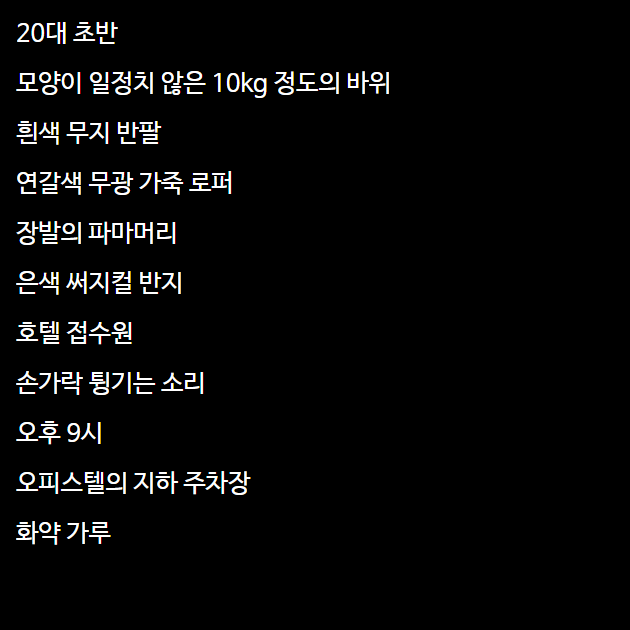 20대 초반
모양이 일정치 않은 10kg 정도의 바위
흰색 무지 반팔
연갈색 무광 가죽 로퍼
장발의 파마머리
은색 써지컬 반지
호텔 접수원
손가락 튕기는 소리
오후 9시
오피스텔의 지하 주차장
화약 가루